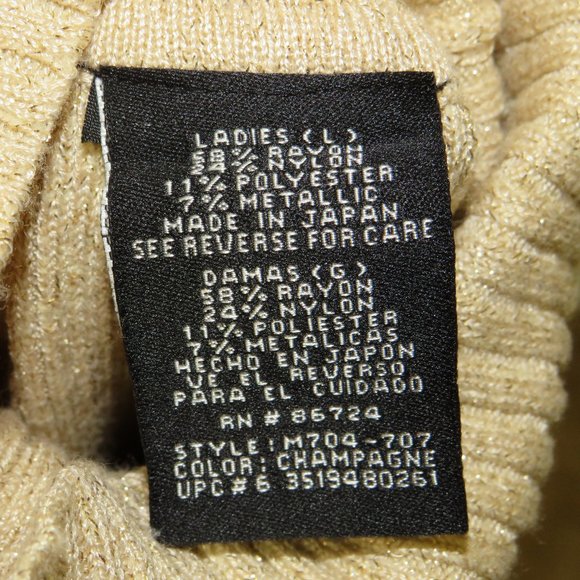 LADIES (L)
58% RAYON
24% NYLON
11% POLYESTER
7% METALLIC
MADE IN JAPAN
SEE REVERSE FOR CARE
DAMAS (G)
58% RAYON
24% NYLON
11% POLIESTER
7% METALICAS
HECHO EN JAPON
VE EL REVERSO
PARA EL CUIDADO
RN # 86724
STYLE: M704-707
COLOR: CHAMPAGNE
UPC # 6 3519480261